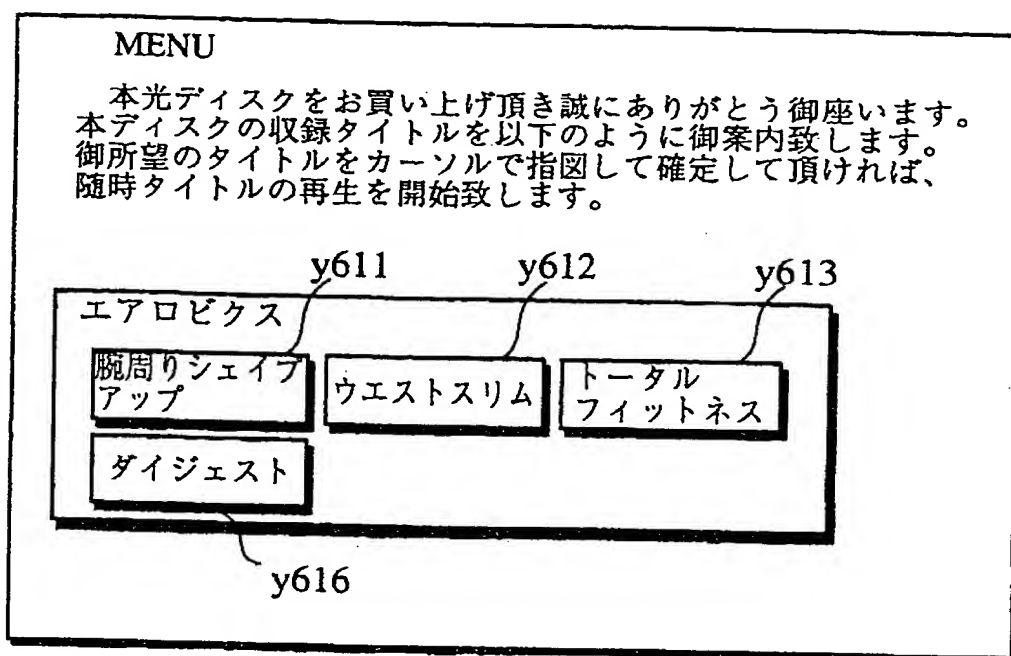 MENU
本光ディスクをお買い上げ頂き誠にありがとう御座います。
本ディスクの収録タイトルを以下のように御案内致します。
御所望のタイトルをカーソルで指図して確定して頂ければ、
随時タイトルの再生を開始致します。
y611 y612 y613
エアロビクス
腕周りシェイプ
アップ
ウエストスリム
トータル
フィットネス
ダイジェスト
y616